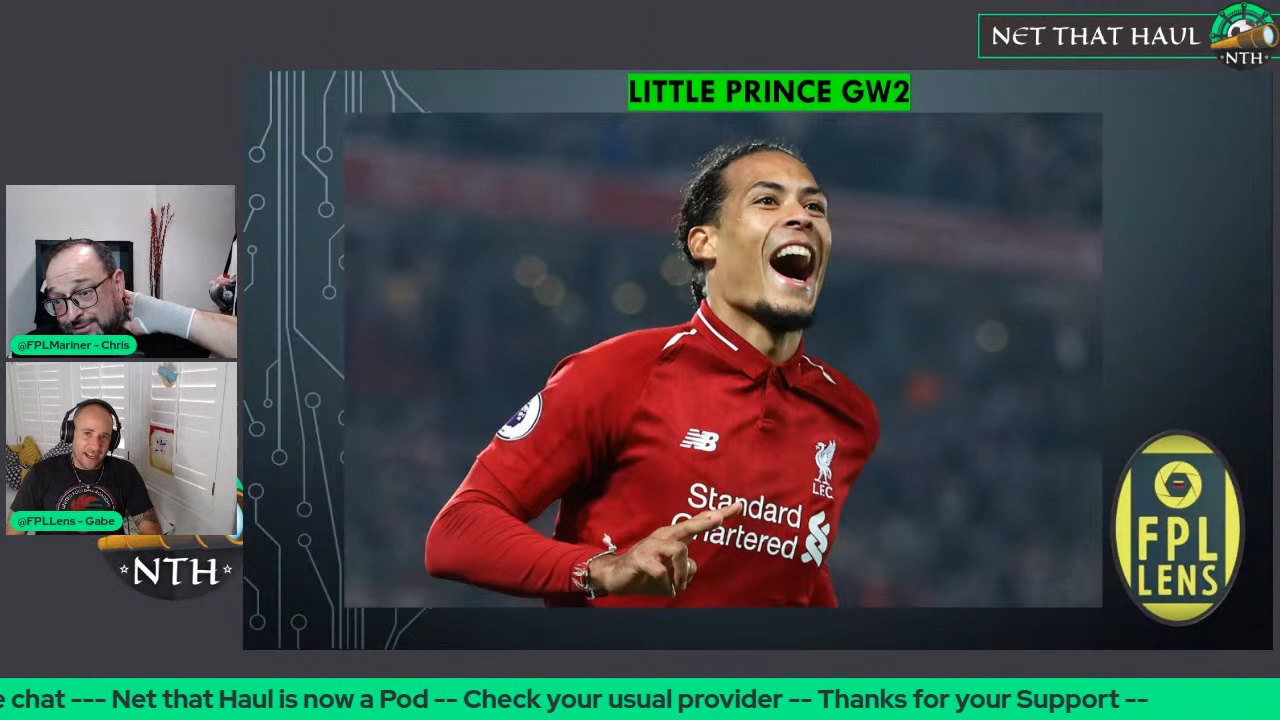 NET THAT HAUL
NTH
LITTLE PRINCE GW2
@FPLMariner - Chris
@FPLLens - Gabe
NTH
NB
L.F.C.
Standard
Chartered
FPL
LENS
e chat --- Net that Haul is now a Pod -- Check your usual provider -- Thanks for your Support --